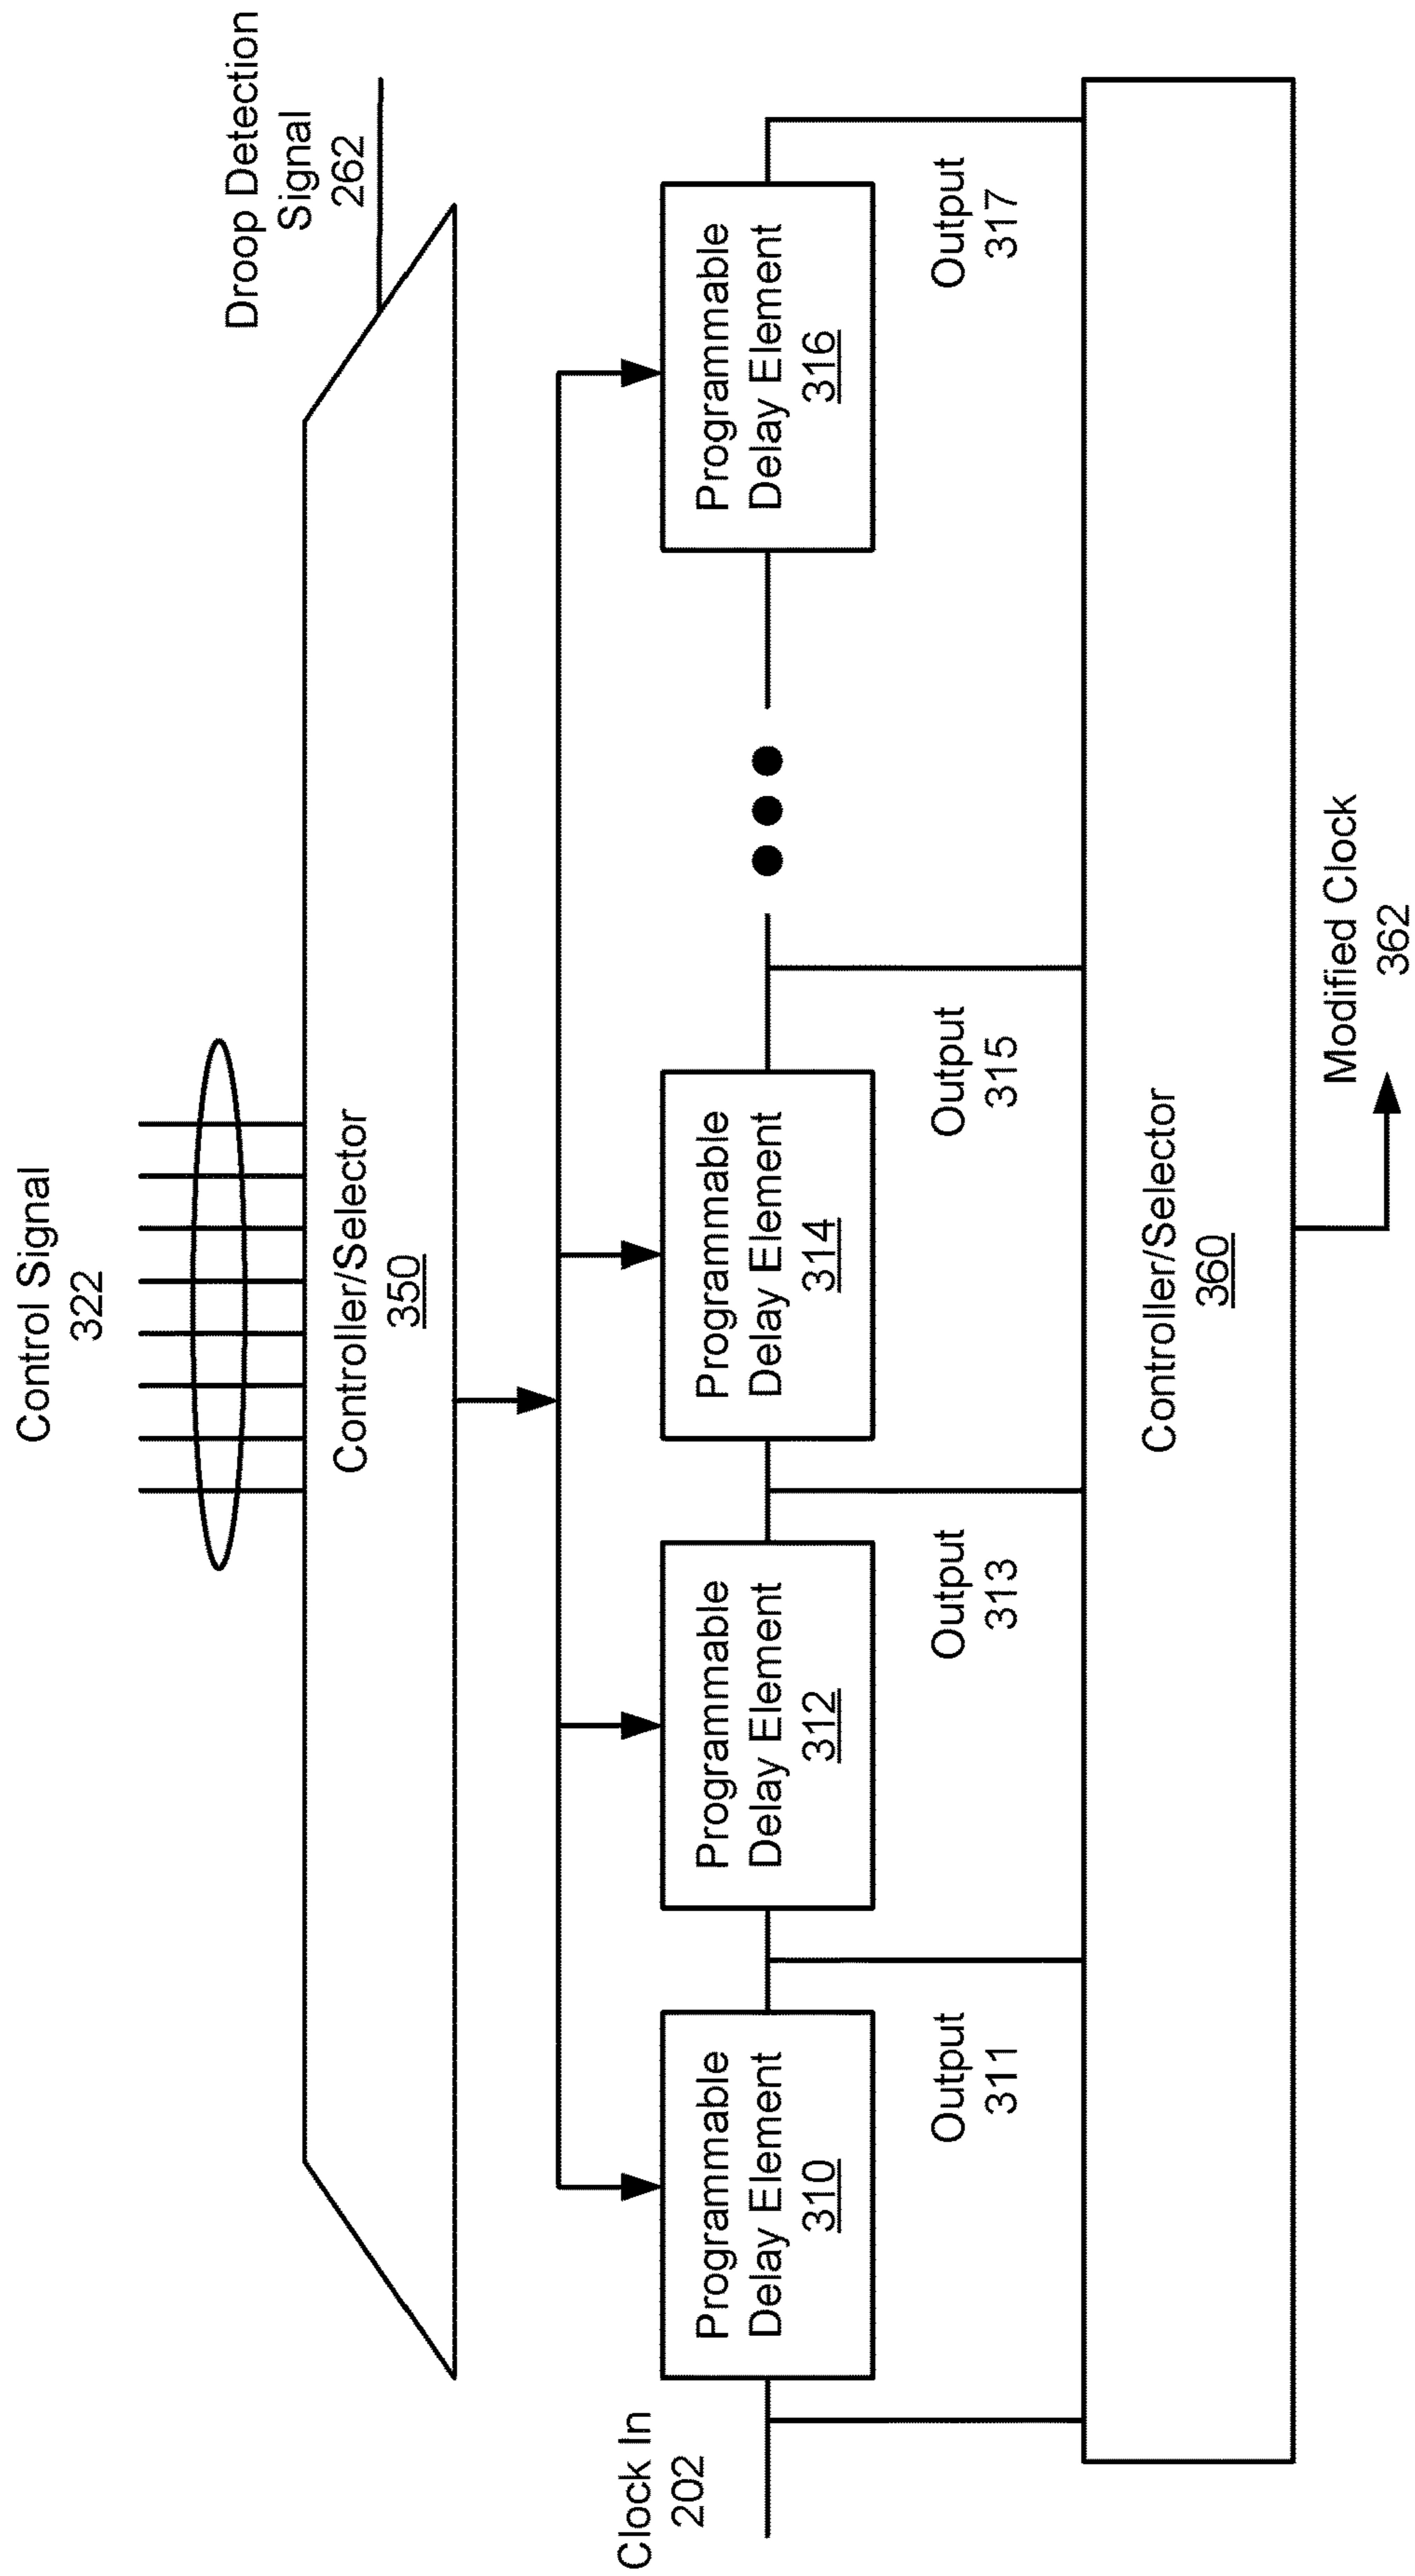 Control Signal
322
Droop Detection
Signal
262
Controller/Selector
350
Clock In
202
Programmable
Delay Element
310
Programmable
Delay Element
312
Programmable
Delay Element
314
Programmable
Delay Element
316
Output
311
Output
313
Output
315
Output
317
Controller/Selector
360
Modified Clock
362